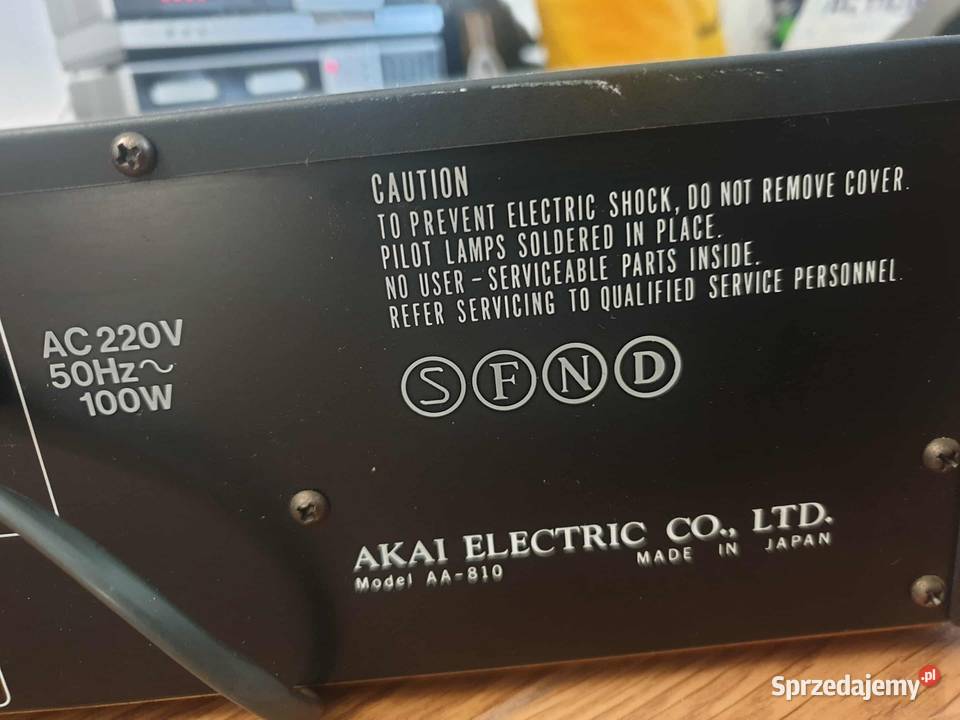 CAUTION
TO PREVENT ELECTRIC SHOCK, DO NOT REMOVE COVER.
PILOT LAMPS SOLDERED IN PLACE.
NO USER – SERVICEABLE PARTS INSIDE.
REFER SERVICING TO QUALIFIED SERVICE PERSONNEL.
AC 220V
50Hz~
100W
S F N D
AKAI ELECTRIC CO., LTD.
Model AA-810 MADE IN JAPAN
Sprzedajemy.pl